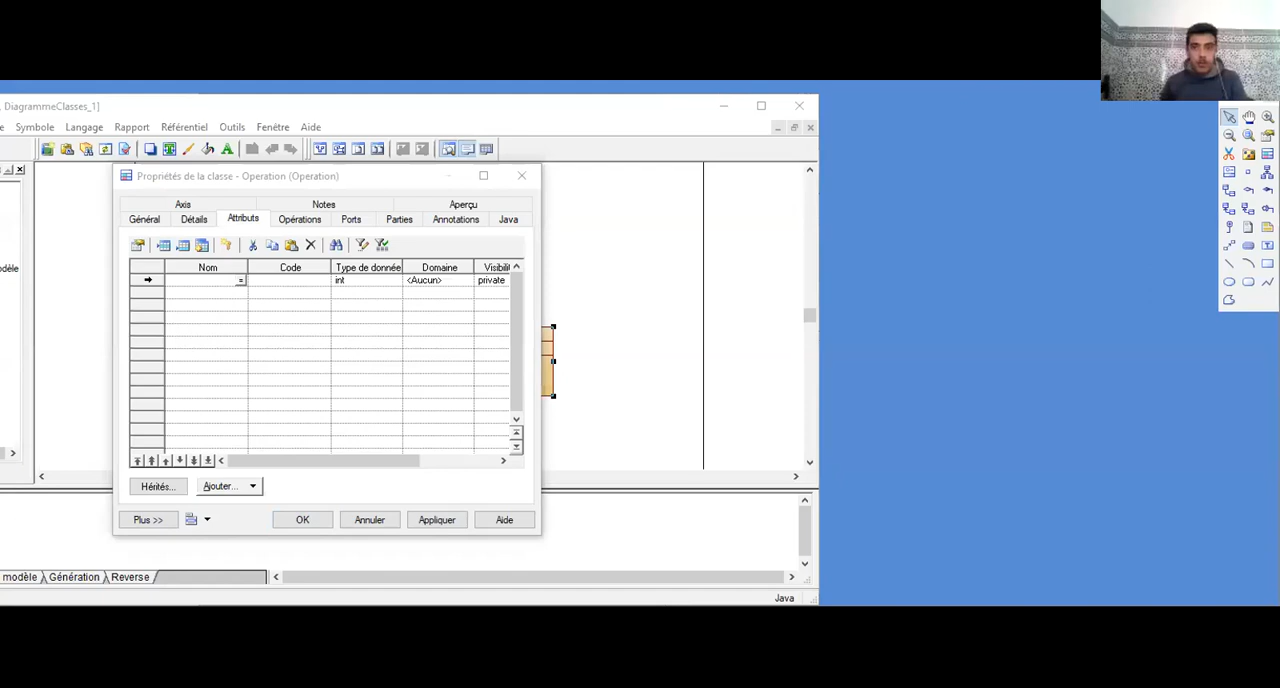 , DiagrammeClasses_1]
e Symbole Langage Rapport Référentiel Outils Fenêtre Aide
Propriétés de la classe - Operation (Operation)
Axis Notes Aperçu
Général Détails Attributs Opérations Ports Parties Annotations Java
Nom Code Type de donnée Domaine Visibilit
= int <Aucun> private
odèle
Hérités... Ajouter...
Plus >> OK Annuler Appliquer Aide
modèle Génération Reverse
Java